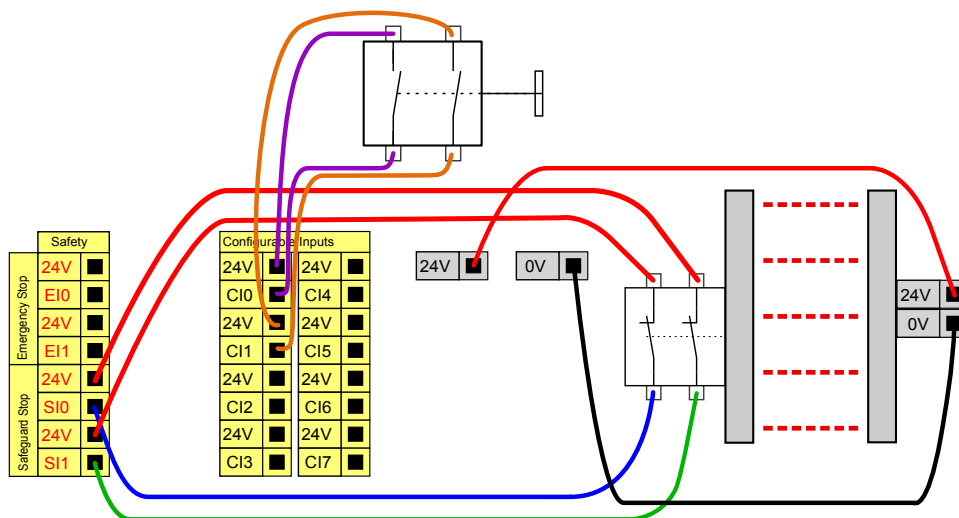 Safety
Emergency Stop
24V
EI0
24V
EI1
Safeguard Stop
24V
SI0
24V
SI1
Configurable Inputs
24V 24V
CI0 CI4
24V 24V
CI1 CI5
24V 24V
CI2 CI6
24V 24V
CI3 CI7
24V 0V
24V
0V